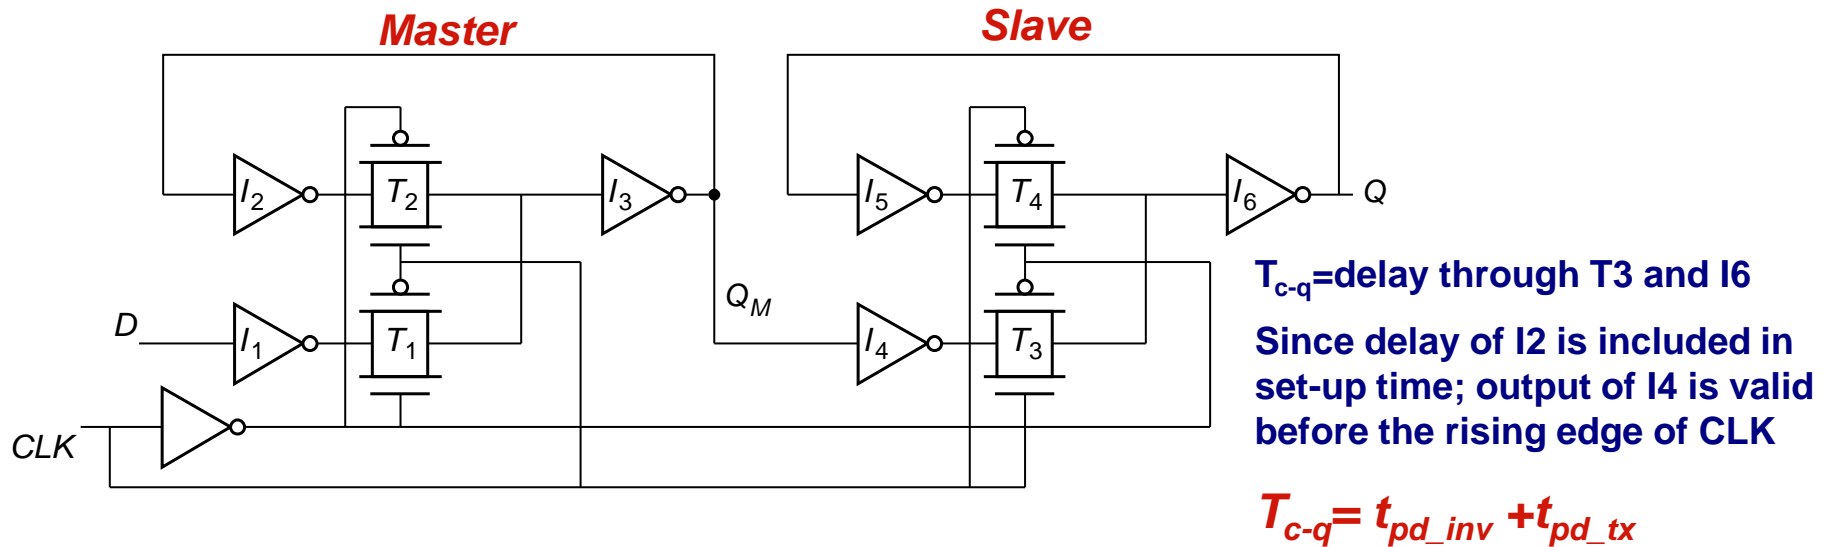 Master
Slave
I2
T2
I3
I5
T4
I6
Q
D
I1
T1
QM
I4
T3
CLK
Tc-q=delay through T3 and I6
Since delay of I2 is included in
set-up time; output of I4 is valid
before the rising edge of CLK
Tc-q= tpd_inv +tpd_tx